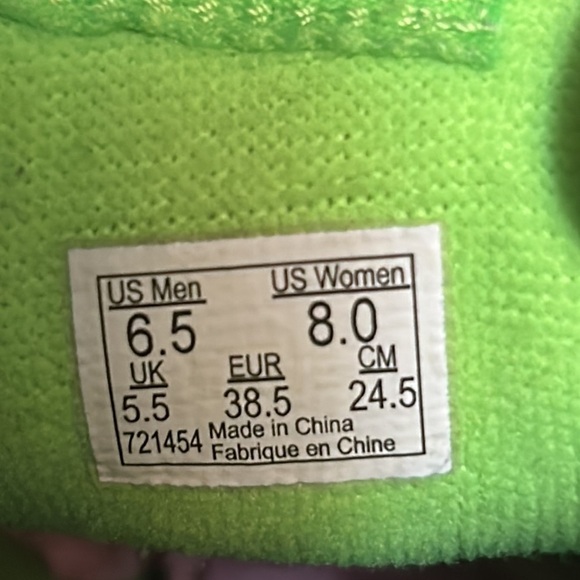 US Men US Women
6.5 8.0
UK EUR CM
5.5 38.5 24.5
721454 Made in China
Fabrique en Chine